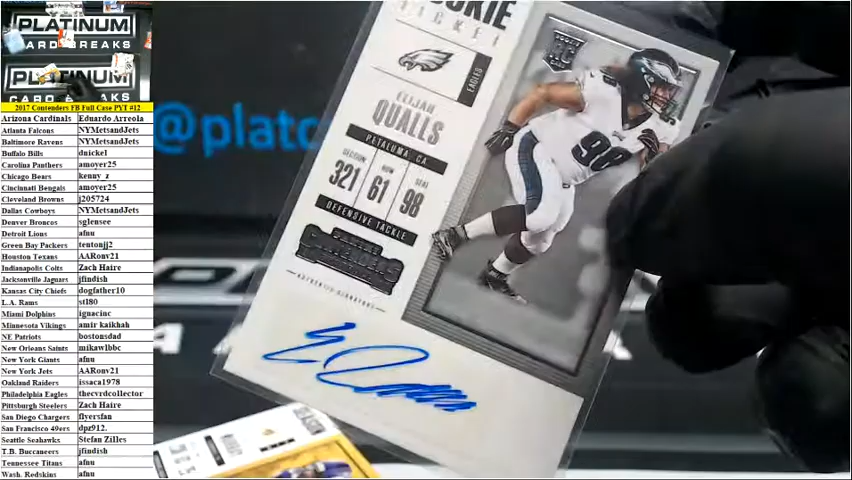 PLATINUM
CARD BREAKS
PLATINUM
CARD BREAKS
2017 Contenders FB Full Case PYT #12
Arizona Cardinals Eduardo Arreola
Atlanta Falcons NYMetsandJets
Baltimore Ravens NYMetsandJets
Buffalo Bills dnickel
Carolina Panthers amoyer25
Chicago Bears kenny_z
Cincinnati Bengals amoyer25
Cleveland Browns j205724
Dallas Cowboys NYMetsandJets
Denver Broncos sglensee
Detroit Lions afnu
Green Bay Packers tentonjj2
Houston Texans AARonv21
Indianapolis Colts Zach Haire
Jacksonville Jaguars jfindish
Kansas City Chiefs dogfather10
L.A. Rams stl80
Miami Dolphins ignacinc
Minnesota Vikings amir kaikhah
NE Patriots bostonsdad
New Orleans Saints mikawlbbc
New York Giants afnu
New York Jets AARonv21
Oakland Raiders issaca1978
Philadelphia Eagles thecvrdcollector
Pittsburgh Steelers Zach Haire
San Diego Chargers flyersfan
San Francisco 49ers dpz912.
Seattle Seahawks Stefan Zilles
T.B. Buccaneers jfindish
Tennessee Titans afnu
Wash. Redskins afnu
@platc
ROOKIE
TICKET
EAGLES
RC
ELIJAH
QUALLS
PETALUMA, CA
SECTION ROW SEAT
321 61 98
DEFENSIVE TACKLE
PANINI
CONTENDERS
AUTHENTIC SIGNATURE
98
SEASON